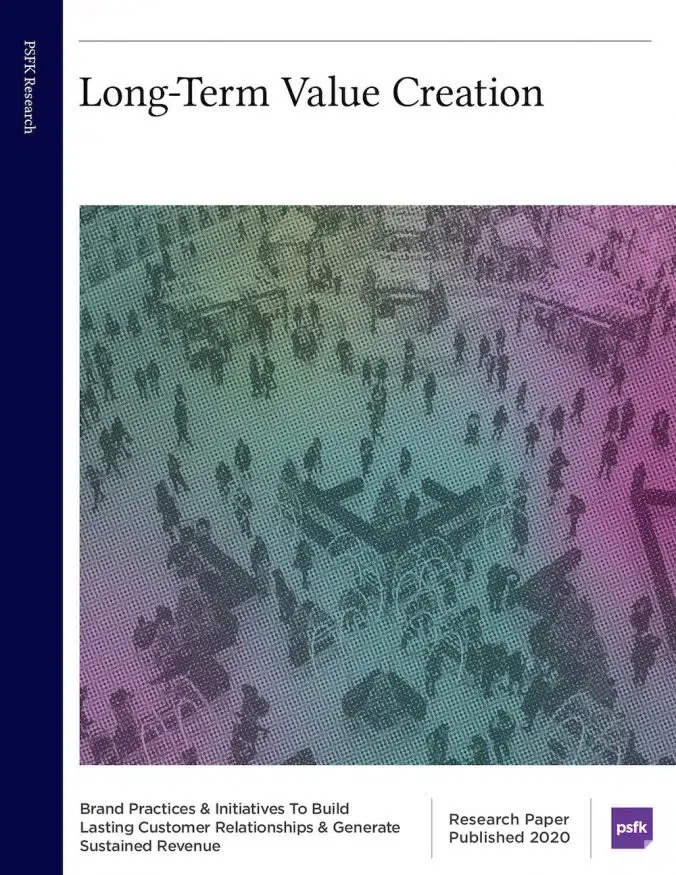 PSFK Research
Long-Term Value Creation
Brand Practices & Initiatives To Build
Lasting Customer Relationships & Generate
Sustained Revenue
Research Paper
Published 2020
psfk